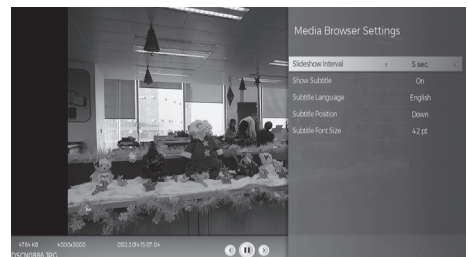 Media Browser Settings
Slideshow Interval ‹ 5 sec. ›
Show Subtitle On
Subtitle Language English
Subtitle Position Down
Subtitle Font Size 42 pt
4764 KB 4000x3000
DSCN0886.JPG